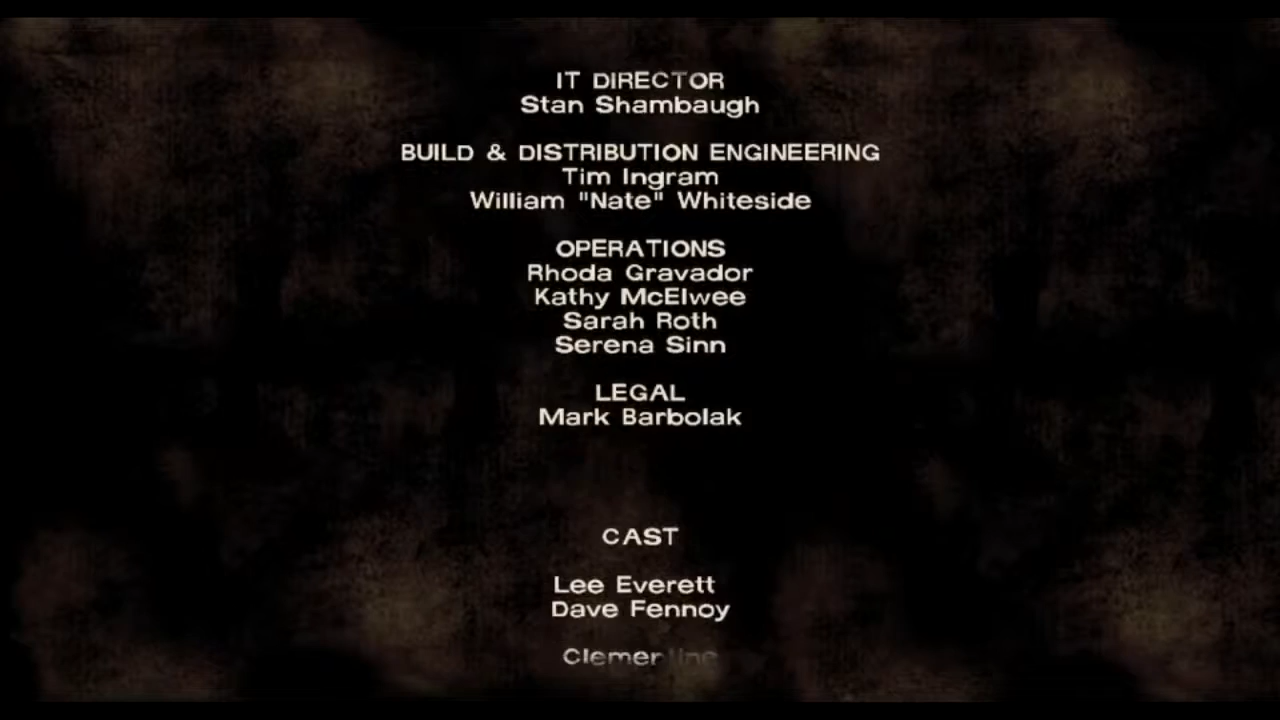 IT DIRECTOR
Stan Shambaugh
BUILD & DISTRIBUTION ENGINEERING
Tim Ingram
William "Nate" Whiteside
OPERATIONS
Rhoda Gravador
Kathy McElwee
Sarah Roth
Serena Sinn
LEGAL
Mark Barbolak
CAST
Lee Everett
Dave Fennoy
Clementine